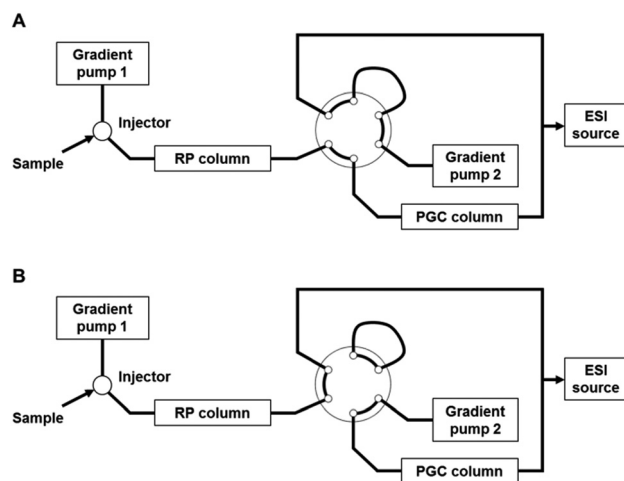 A
Gradient
pump 1
Injector
Sample
RP column
Gradient
pump 2
PGC column
ESI
source
B
Gradient
pump 1
Injector
Sample
RP column
Gradient
pump 2
PGC column
ESI
source